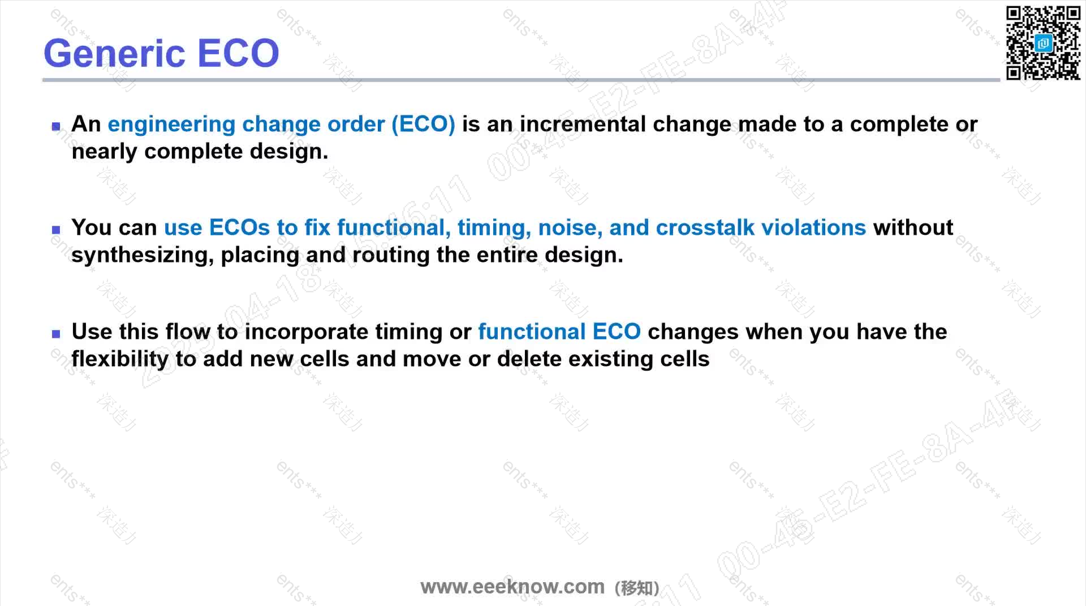 Generic ECO
An engineering change order (ECO) is an incremental change made to a complete or
nearly complete design.
You can use ECOs to fix functional, timing, noise, and crosstalk violations without
synthesizing, placing and routing the entire design.
Use this flow to incorporate timing or functional ECO changes when you have the
flexibility to add new cells and move or delete existing cells
www.eeeknow.com（移知）